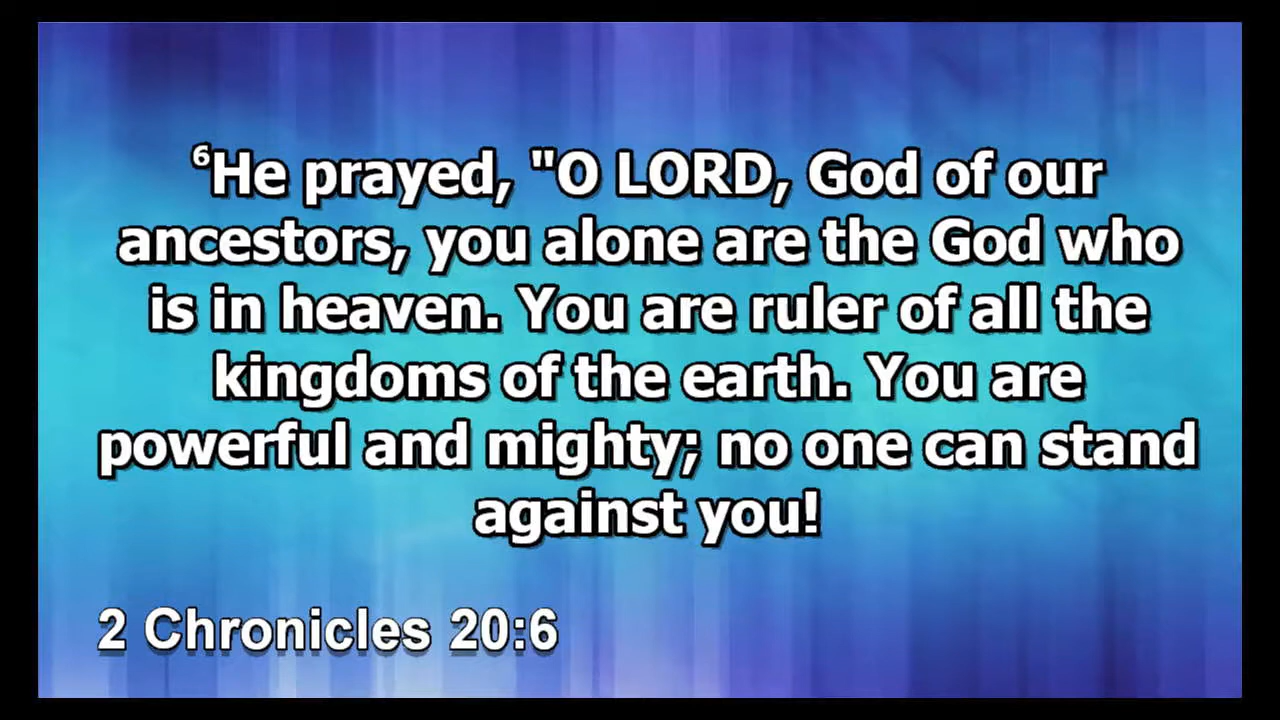 ⁶He prayed, "O LORD, God of our
ancestors, you alone are the God who
is in heaven. You are ruler of all the
kingdoms of the earth. You are
powerful and mighty; no one can stand
against you!
2 Chronicles 20:6